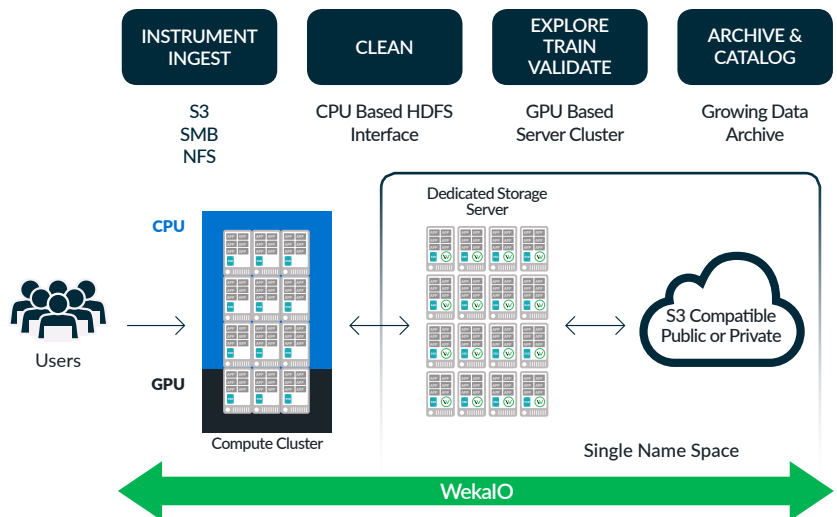 INSTRUMENT
INGEST
CLEAN
EXPLORE
TRAIN
VALIDATE
ARCHIVE &
CATALOG
S3
SMB
NFS
CPU Based HDFS
Interface
GPU Based
Server Cluster
Growing Data
Archive
Dedicated Storage
Server
CPU
GPU
Users
Compute Cluster
S3 Compatible
Public or Private
Single Name Space
WekaIO